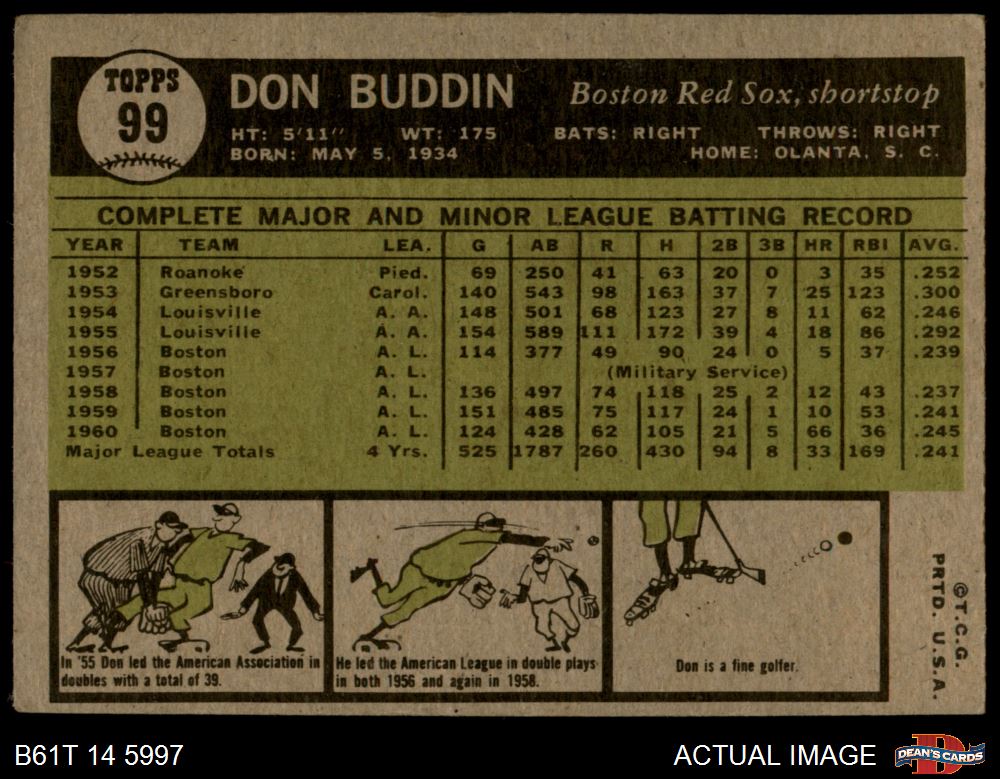 TOPPS
99
DON BUDDIN Boston Red Sox, shortstop
HT: 5'11" WT: 175 BATS: RIGHT THROWS: RIGHT
BORN: MAY 5, 1934 HOME: OLANTA, S. C.
COMPLETE MAJOR AND MINOR LEAGUE BATTING RECORD
YEAR TEAM LEA. G AB R H 2B 3B HR RBI AVG.
1952 Roanoke Pied. 69 250 41 63 20 0 3 35 .252
1953 Greensboro Carol. 140 543 98 163 37 7 25 123 .300
1954 Louisville A. A. 148 501 68 123 27 8 11 62 .246
1955 Louisville A. A. 154 589 111 172 39 4 18 86 .292
1956 Boston A. L. 114 377 49 90 24 0 5 37 .239
1957 Boston A. L. (Military Service)
1958 Boston A. L. 136 497 74 118 25 2 12 43 .237
1959 Boston A. L. 151 485 75 117 24 1 10 53 .241
1960 Boston A. L. 124 428 62 105 21 5 66 36 .245
Major League Totals 4 Yrs. 525 1787 260 430 94 8 33 169 .241
In '55 Don led the American Association in
doubles with a total of 39.
He led the American League in double plays
in both 1956 and again in 1958.
Don is a fine golfer.
©T.C.G.
PRTD. U.S.A.
B61T 14 5997 ACTUAL IMAGE
D
DEAN'S CARDS